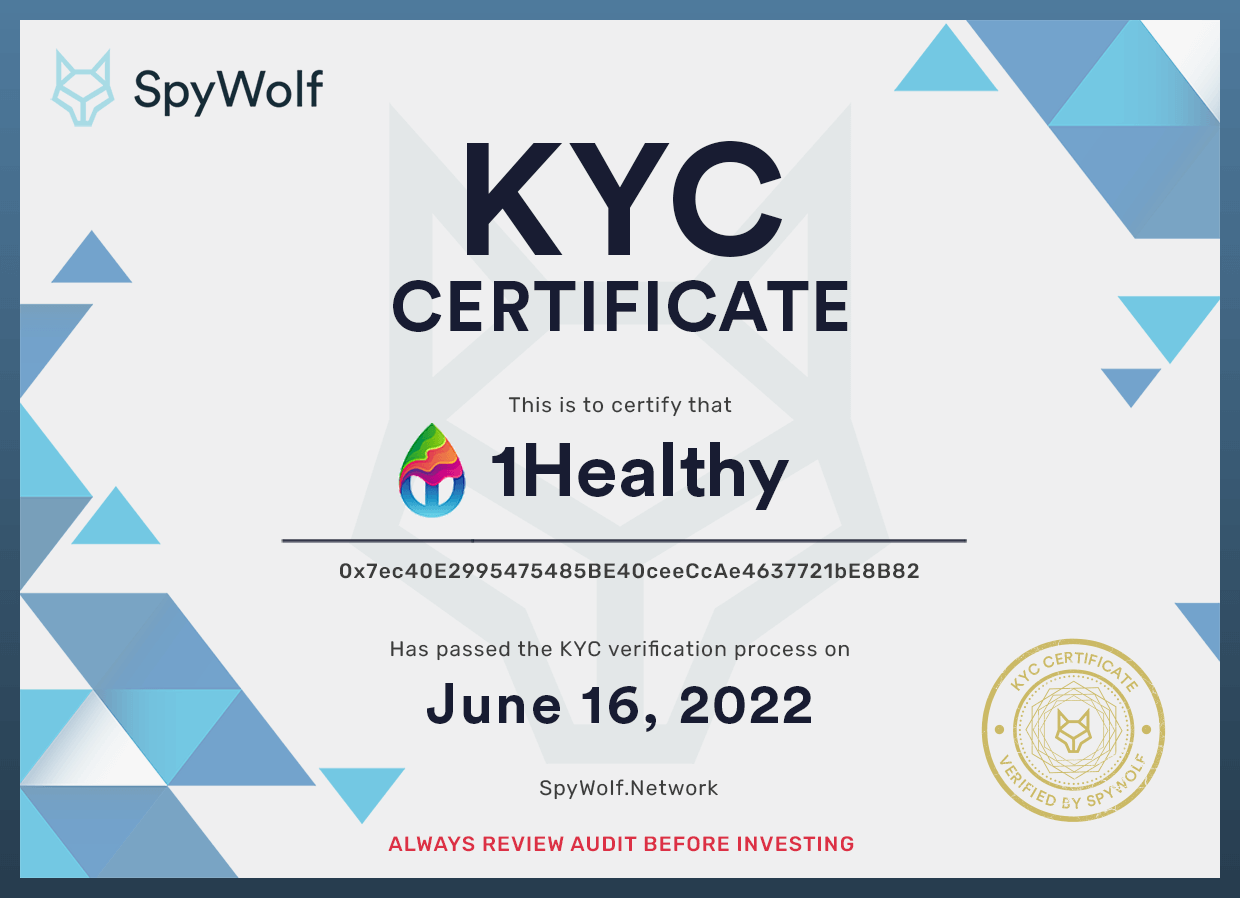 SpyWolf
KYC
CERTIFICATE
This is to certify that
1Healthy
0x7ec40E2995475485BE40ceeCcAe4637721bE8B82
Has passed the KYC verification process on
June 16, 2022
KYC CERTIFICATE
VERIFIED BY SPYWOLF
SpyWolf.Network
ALWAYS REVIEW AUDIT BEFORE INVESTING